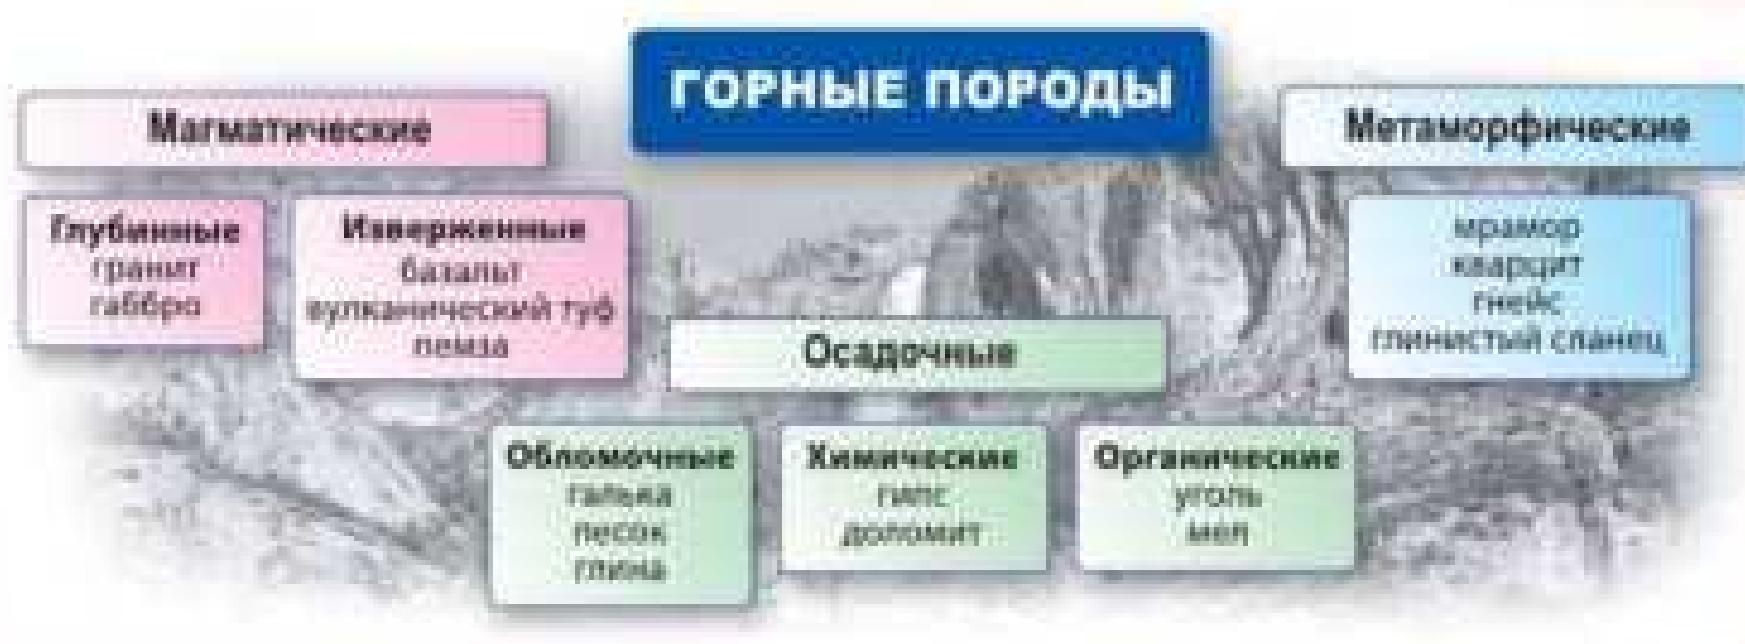 ГОРНЫЕ ПОРОДЫ
Магматические
Глубинные
гранит
габбро
Изверженные
базальт
вулканический туф
пемза
Осадочные
Обломочные
галька
песок
глина
Химические
гипс
доломит
Органические
уголь
мел
Метаморфические
мрамор
кварцит
гнейс
глинистый сланец